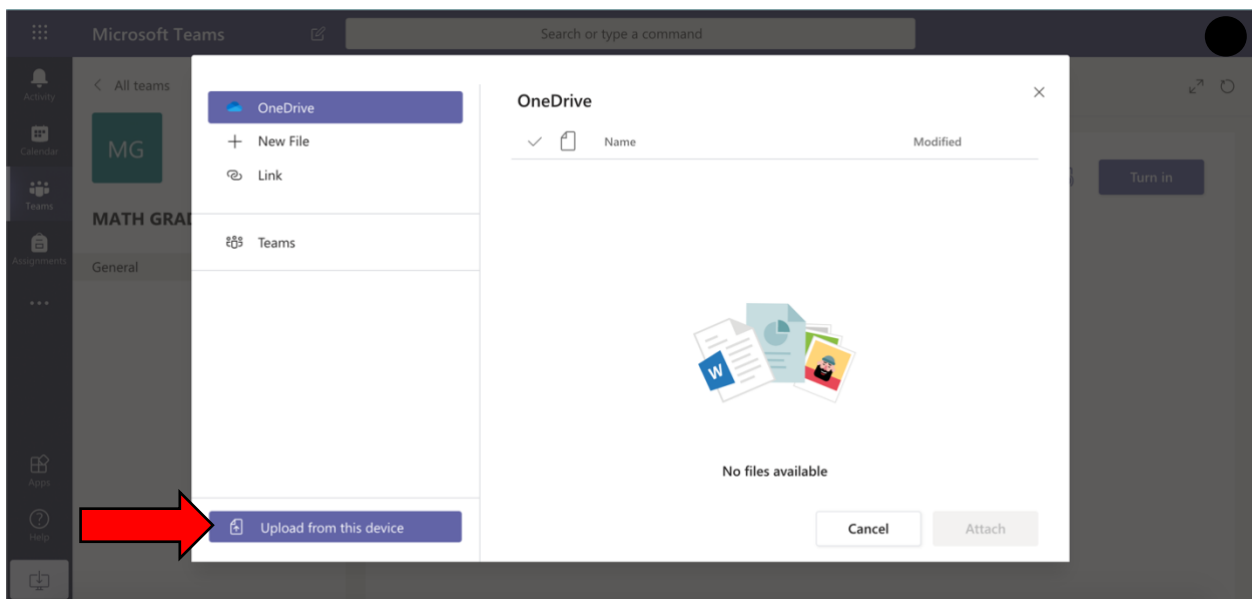 Microsoft Teams
Search or type a command
Activity
Calendar
Teams
Assignments
Apps
Help
All teams
MG
MATH GRAD
General
OneDrive
New File
Link
Teams
Upload from this device
OneDrive
Name
Modified
W
No files available
Cancel
Attach
Turn in